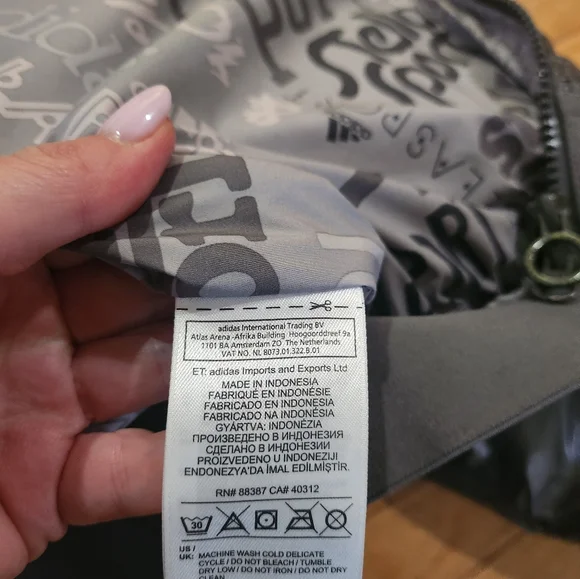 adidas International Trading BV
Atlas Arena -Afrika Building Hoogoorddreef 9a
1101 BA Amsterdam ZO The Netherlands
VAT NO. NL 8073.01.322.B.01
ET: adidas Imports and Exports Ltd
MADE IN INDONESIA
FABRIQUÉ EN INDONÉSIE
FABRICADO EN INDONESIA
FABRICADO NA INDONÉSIA
GYÁRTVA: INDONÉZIA
ПРОИЗВЕДЕНО В ИНДОНЕЗИЯ
СДЕЛАНО В ИНДОНЕЗИИ
PROIZVEDENO U INDONEZIJI
ENDONEZYA'DA İMAL EDİLMİŞTİR.
RN# 88387 CA# 40312
30
US /
UK: MACHINE WASH COLD DELICATE
CYCLE / DO NOT BLEACH / TUMBLE
DRY LOW / DO NOT IRON / DO NOT DRY
CLEAN